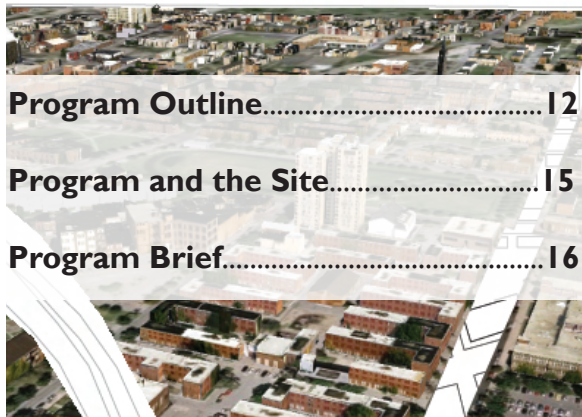 Program Outline........................................12
Program and the Site..............................15
Program Brief..............................................16